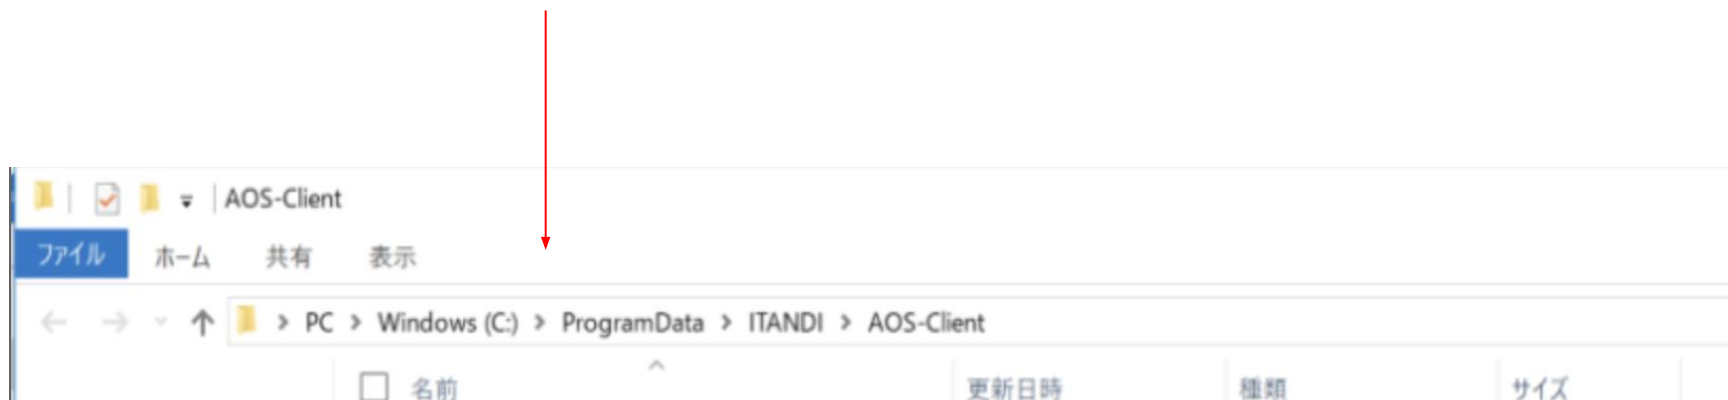 AOS-Client
ファイル ホーム 共有 表示
PC > Windows (C:) > ProgramData > ITANDI > AOS-Client
名前 更新日時 種類 サイズ